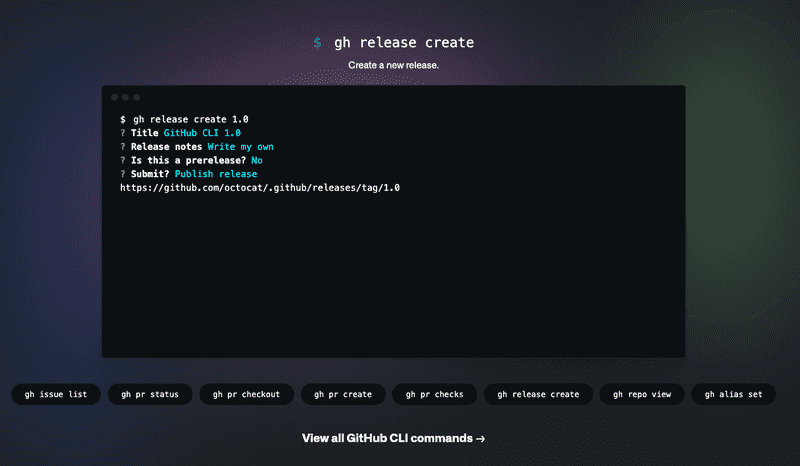 $ gh release create
Create a new release.
$ gh release create 1.0
? Title GitHub CLI 1.0
? Release notes Write my own
? Is this a prerelease? No
? Submit? Publish release
https://github.com/octocat/.github/releases/tag/1.0
gh issue list gh pr status gh pr checkout gh pr create gh pr checks gh release create gh repo view gh alias set
View all GitHub CLI commands →